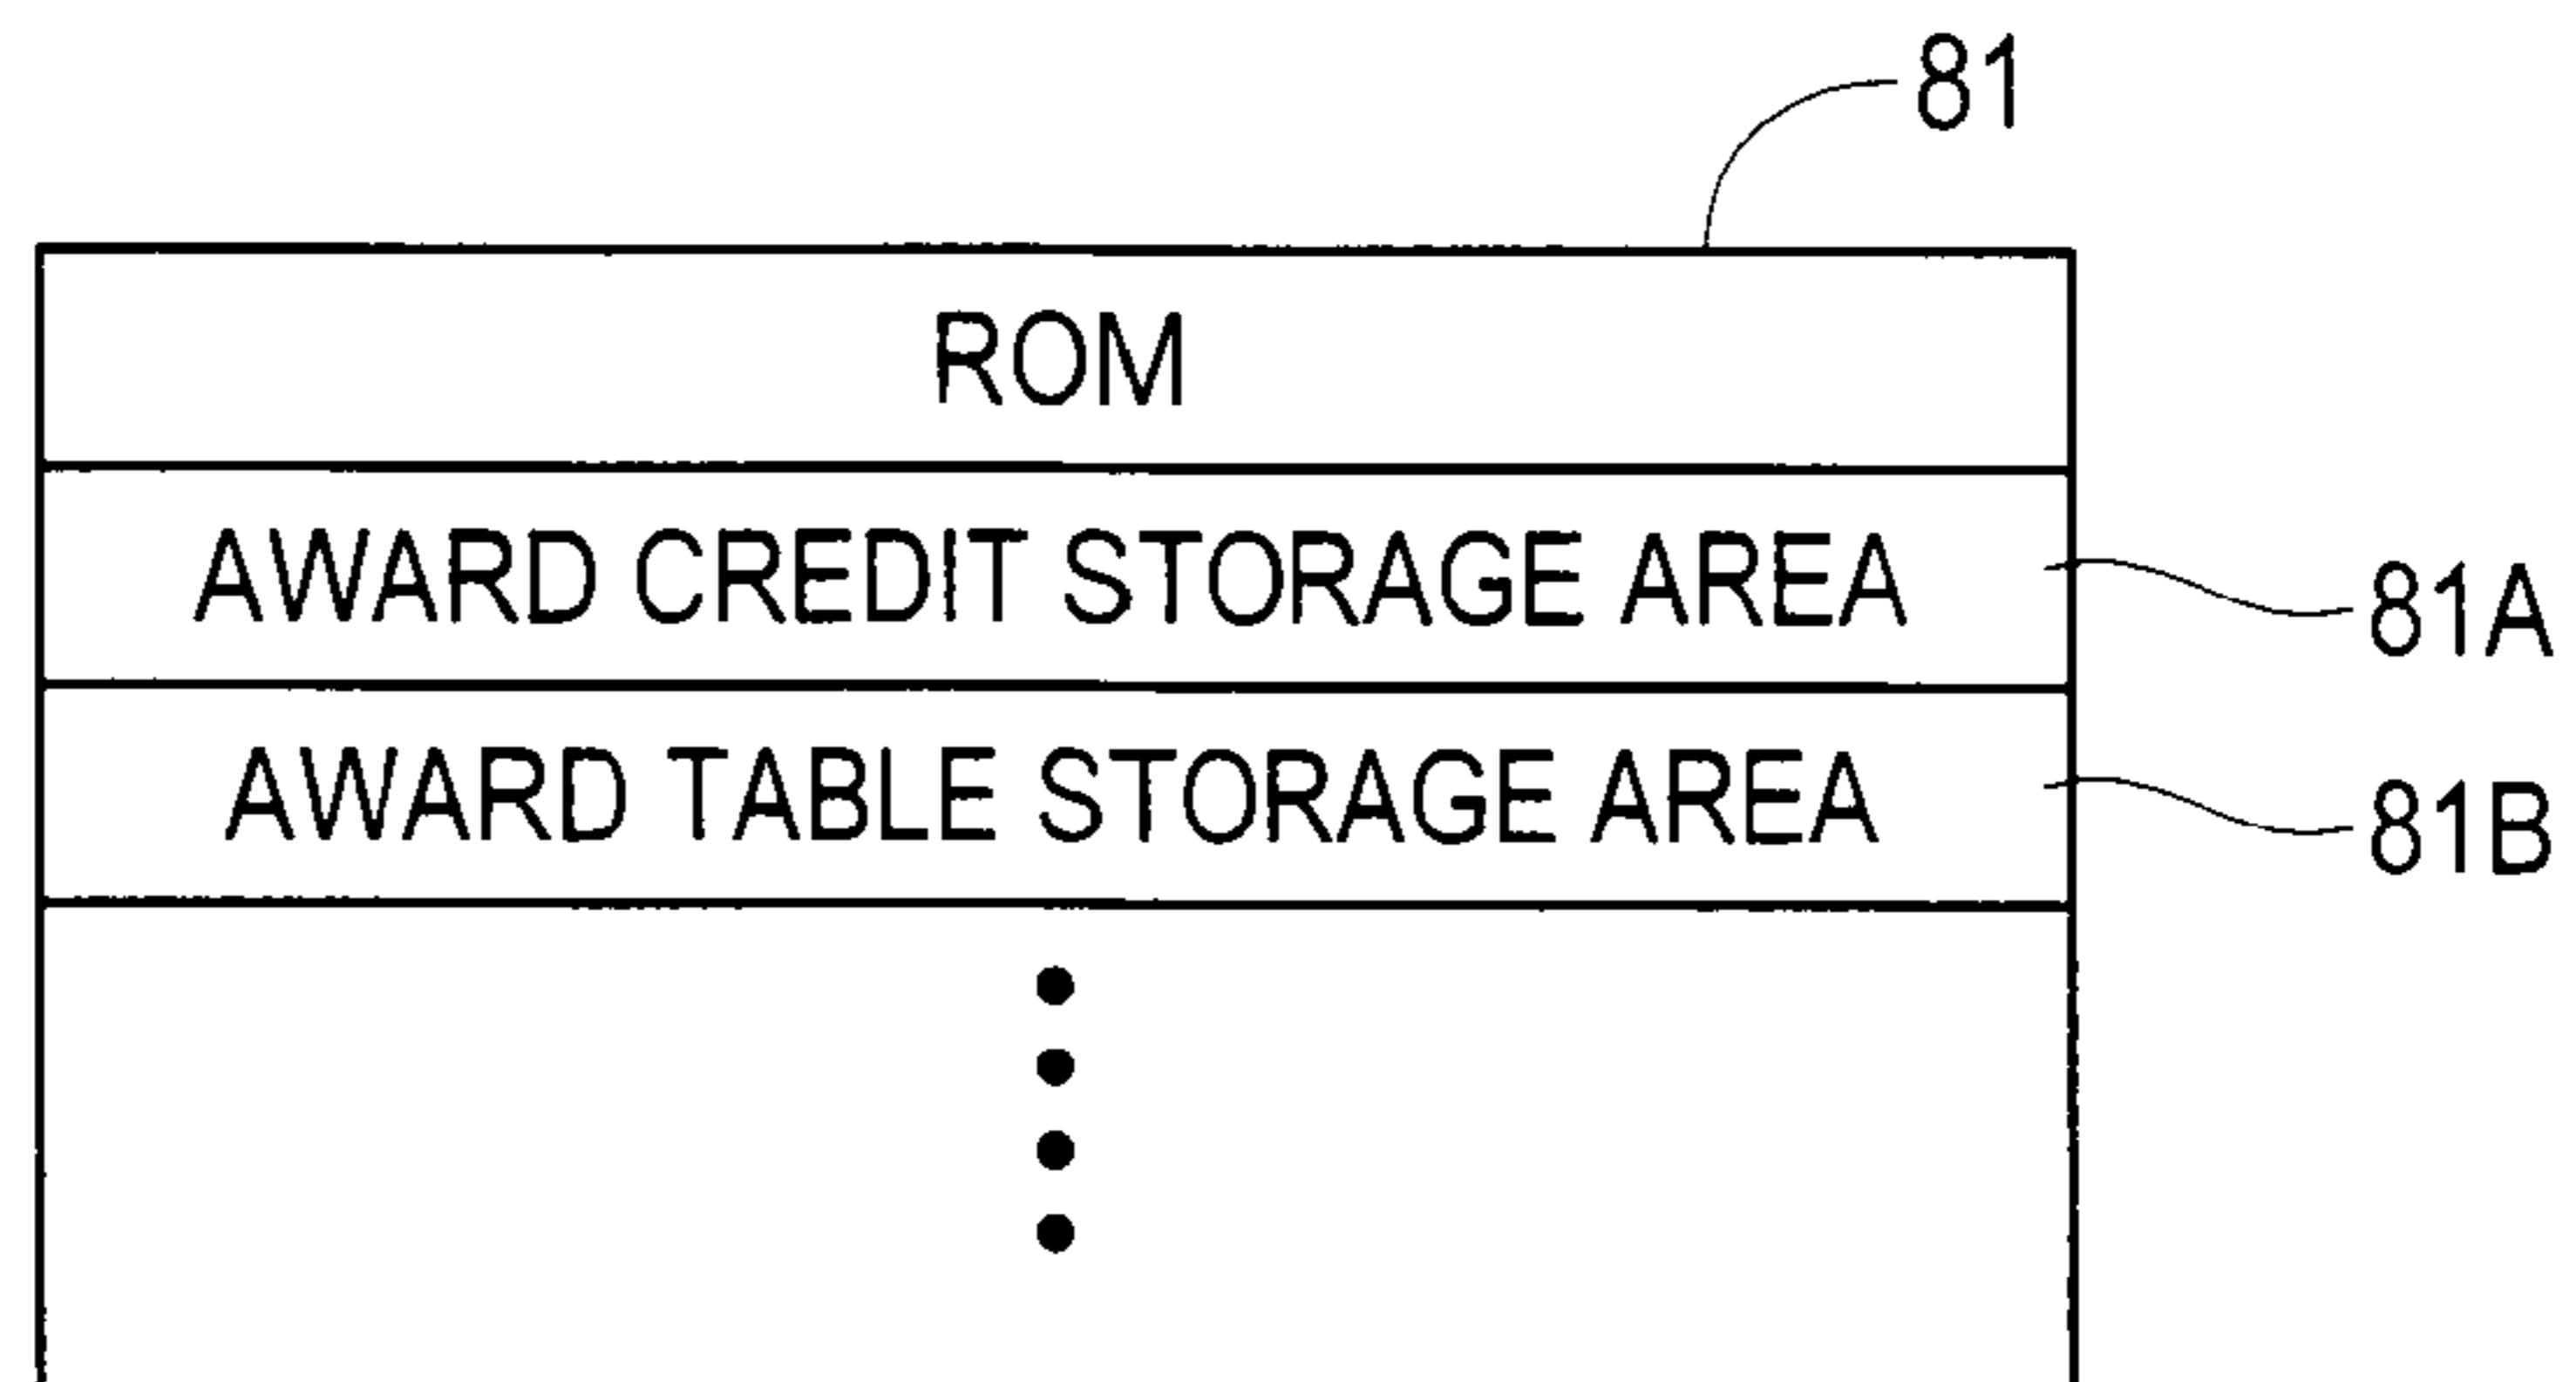 81
ROM
AWARD CREDIT STORAGE AREA
81A
AWARD TABLE STORAGE AREA
81B